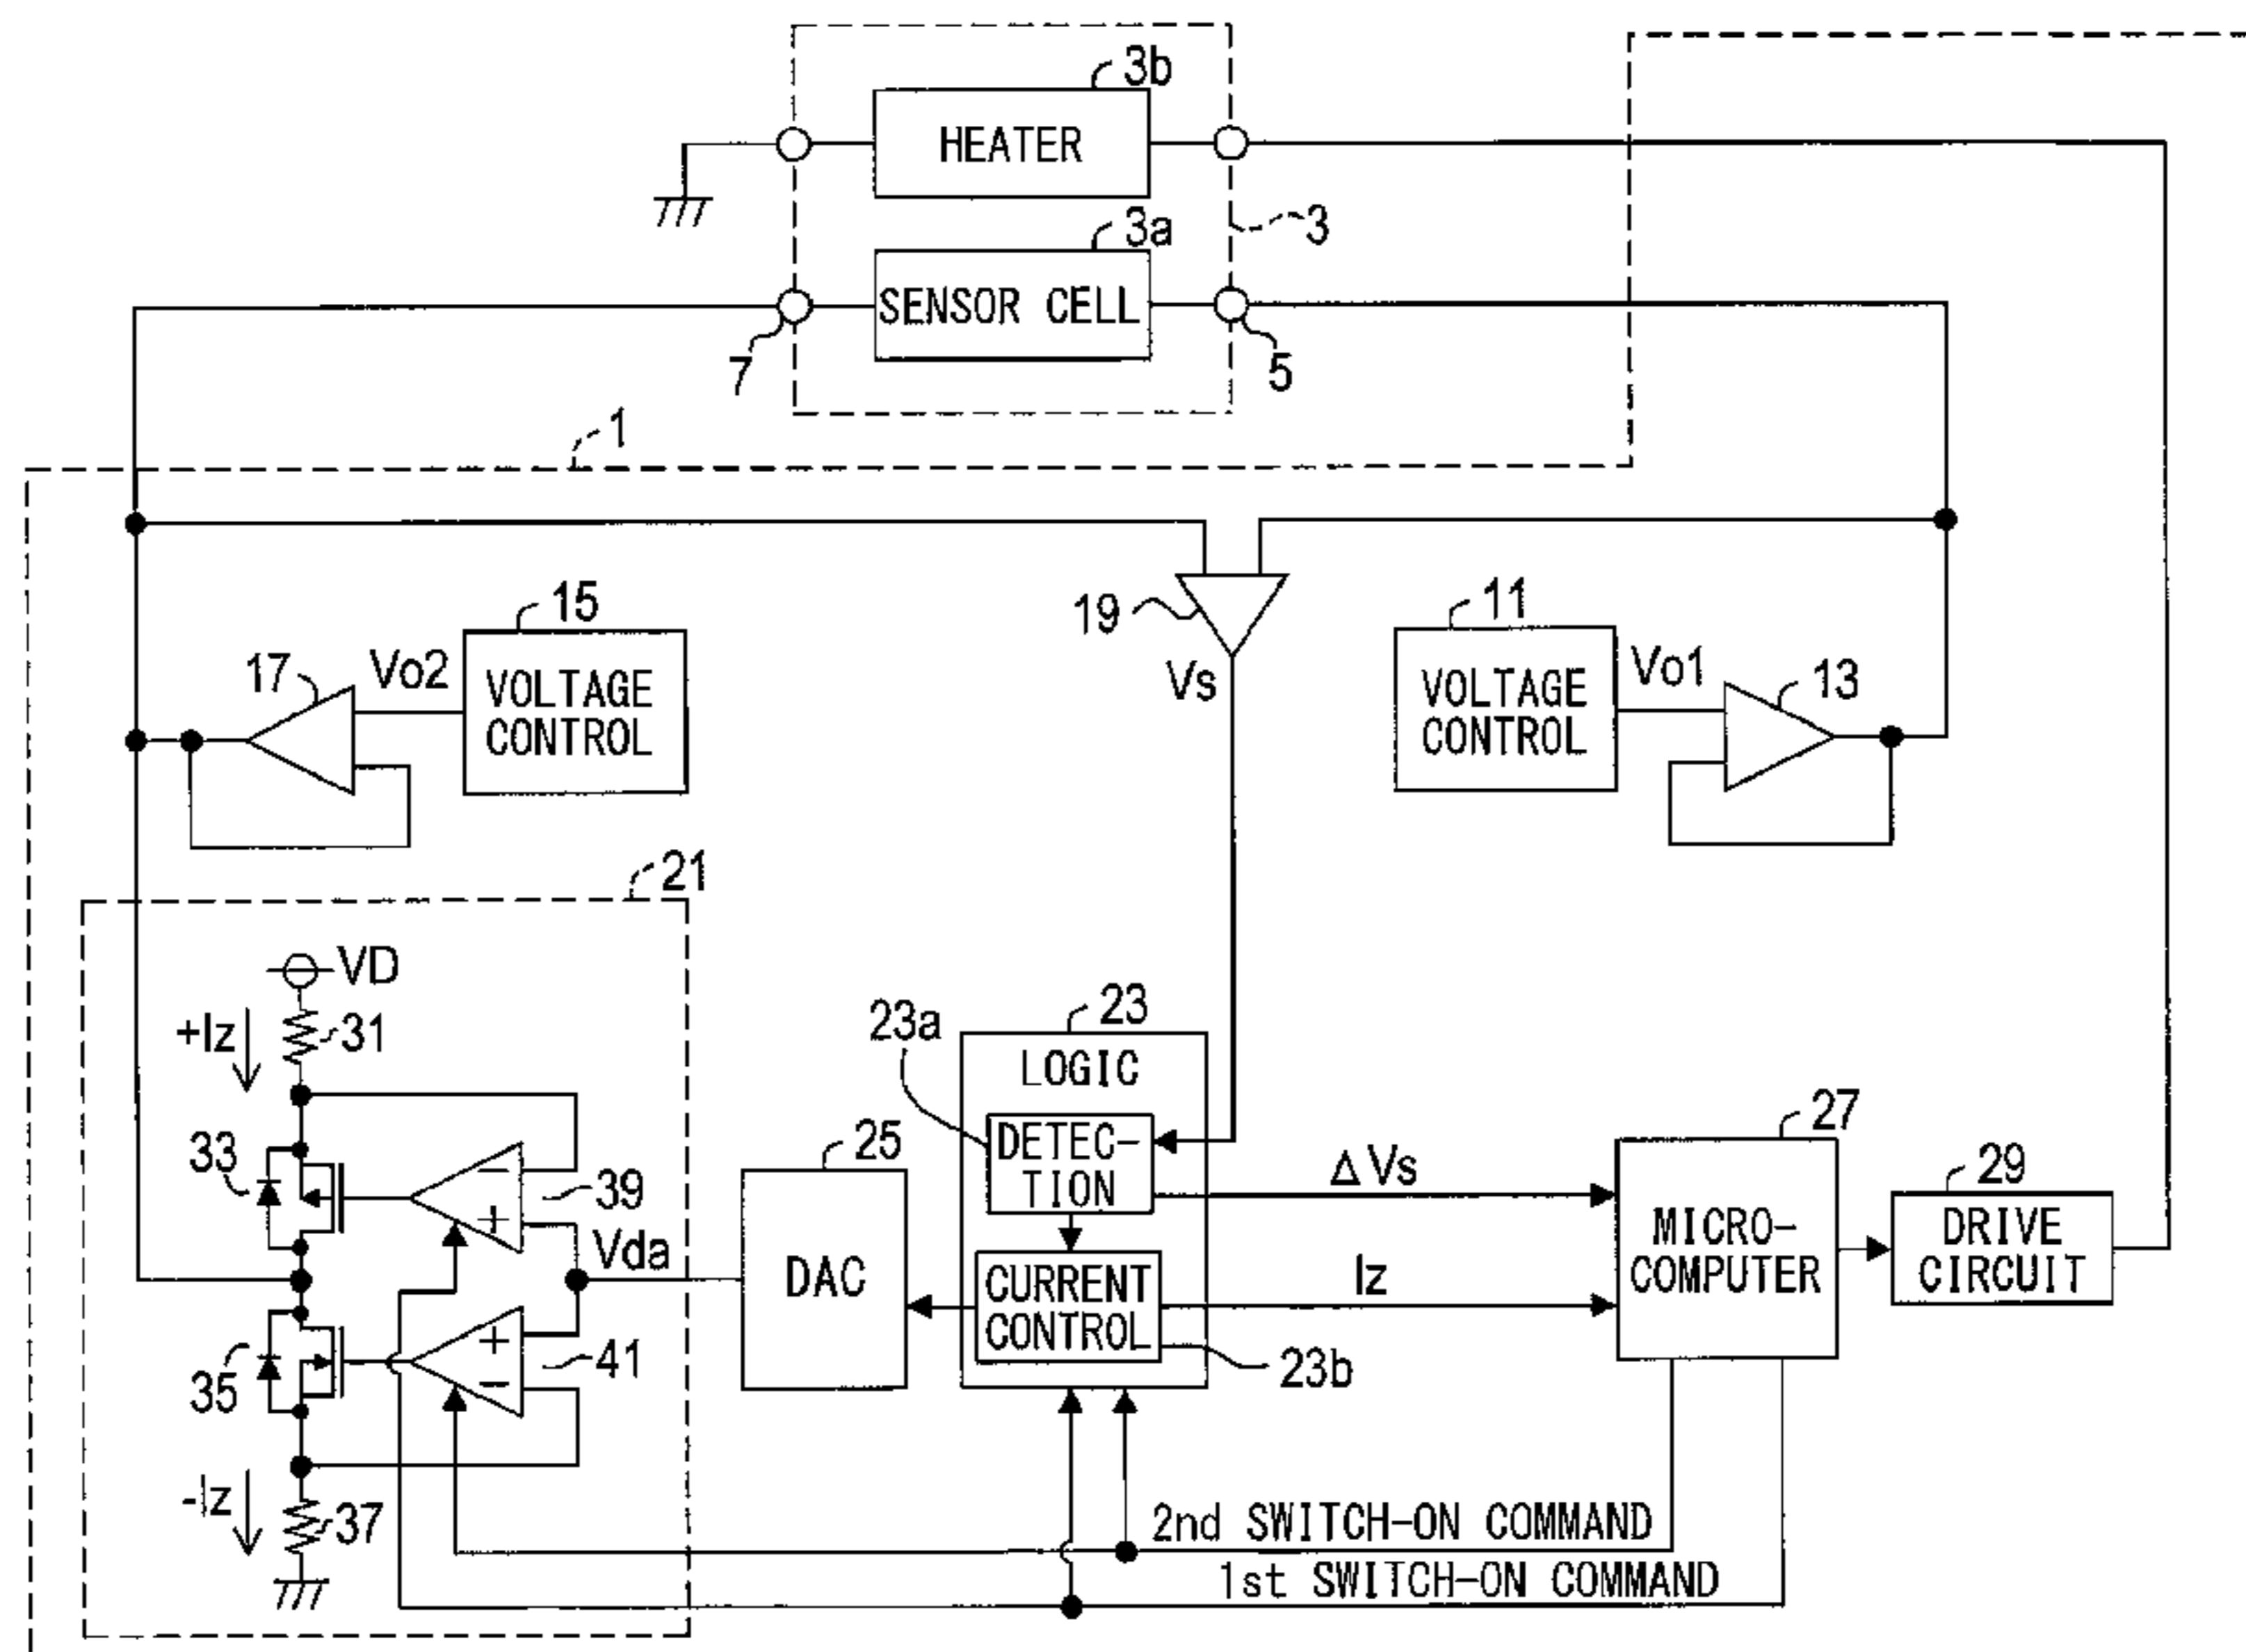 3b
HEATER
3
3a
SENSOR CELL
7
5
1
15
19
11
17
Vo2
VOLTAGE
CONTROL
Vs
VOLTAGE
CONTROL
Vo1
13
21
VD
+Iz
31
23a
23
LOGIC
DETEC-
TION
27
33
−
+
39
25
ΔVs
29
Vda
DAC
MICRO-
COMPUTER
DRIVE
CIRCUIT
CURRENT
CONTROL
Iz
35
+
−
41
23b
-Iz
37
2nd SWITCH-ON COMMAND
1st SWITCH-ON COMMAND